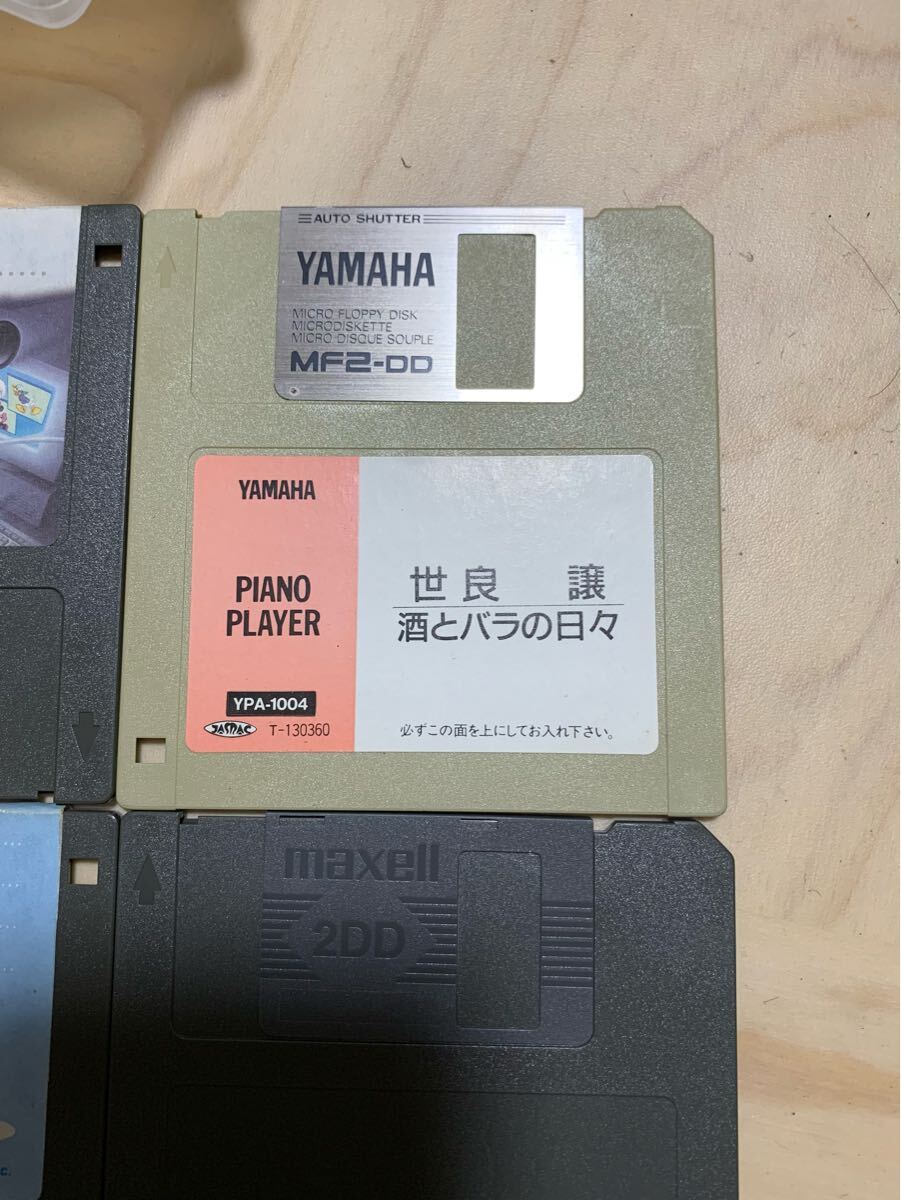 AUTO SHUTTER
YAMAHA
MICRO FLOPPY DISK
MICRODISKETTE
MICRO DISQUE SOUPLE
MF2-DD
YAMAHA
PIANO
PLAYER
YPA-1004
JASRAC T-130360
世良 譲
酒とバラの日々
必ずこの面を上にしてお入れ下さい。
maxell
2DD
c.